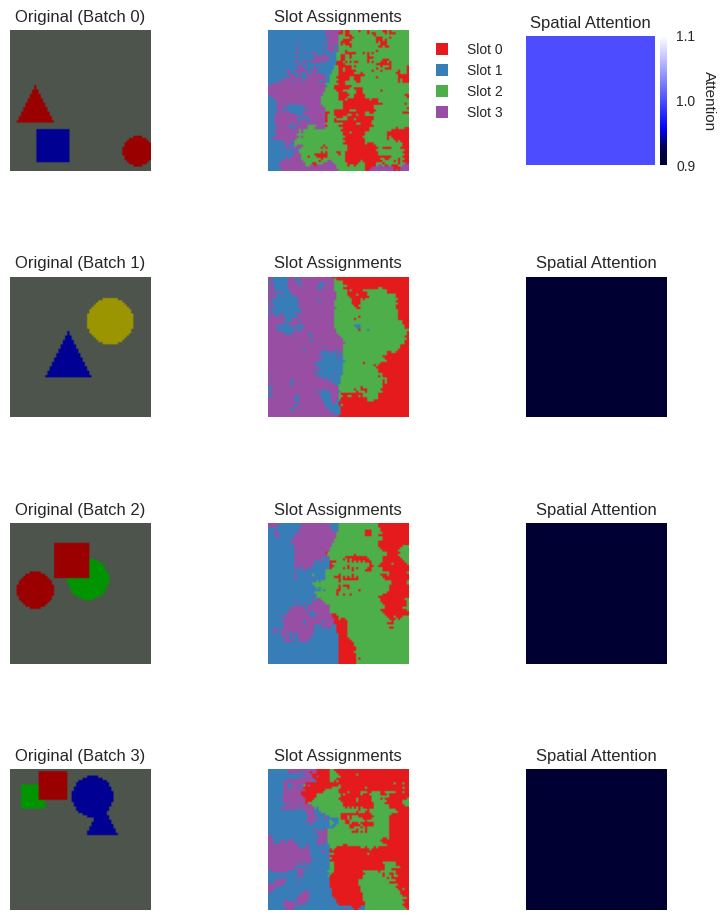 Original (Batch 0)
Slot Assignments
Slot 0
Slot 1
Slot 2
Slot 3
Spatial Attention
1.1
1.0
0.9
Attention
Original (Batch 1)
Slot Assignments
Spatial Attention
Original (Batch 2)
Slot Assignments
Spatial Attention
Original (Batch 3)
Slot Assignments
Spatial Attention